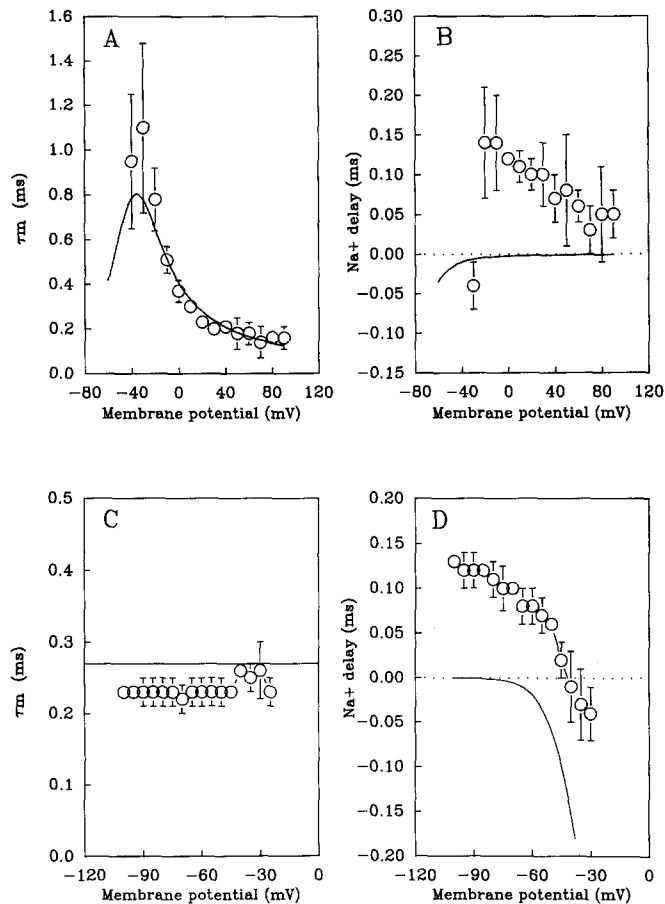 A
1.6
1.4
1.2
1.0
0.8
0.6
0.4
0.2
0.0
τm (ms)
−80 −40 0 40 80 120
Membrane potential (mV)
B
0.30
0.25
0.20
0.15
0.10
0.05
0.00
−0.05
−0.10
−0.15
Na+ delay (ms)
−80 −40 0 40 80 120
Membrane potential (mV)
C
0.5
0.4
0.3
0.2
0.1
0.0
τm (ms)
−120 −90 −60 −30 0
Membrane potential (mV)
D
0.20
0.15
0.10
0.05
0.00
−0.05
−0.10
−0.15
−0.20
Na+ delay (ms)
−120 −90 −60 −30 0
Membrane potential (mV)